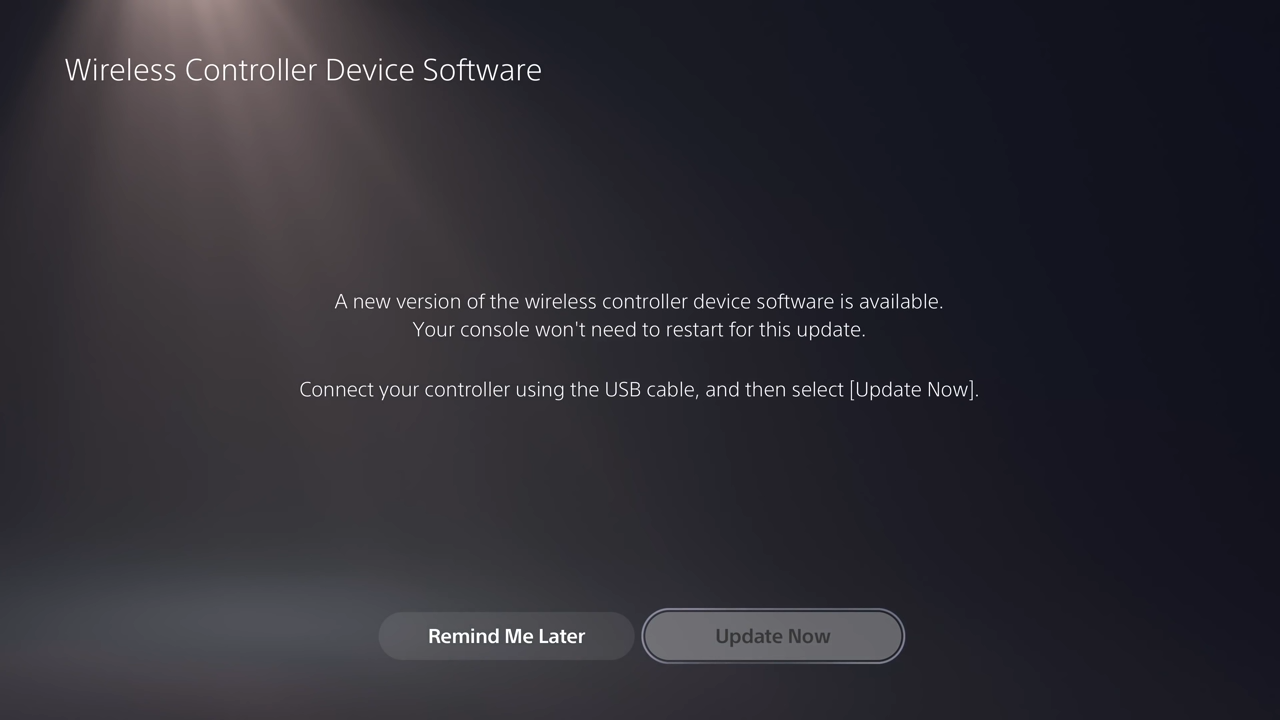 Wireless Controller Device Software
A new version of the wireless controller device software is available.
Your console won't need to restart for this update.
Connect your controller using the USB cable, and then select [Update Now].
Remind Me Later
Update Now